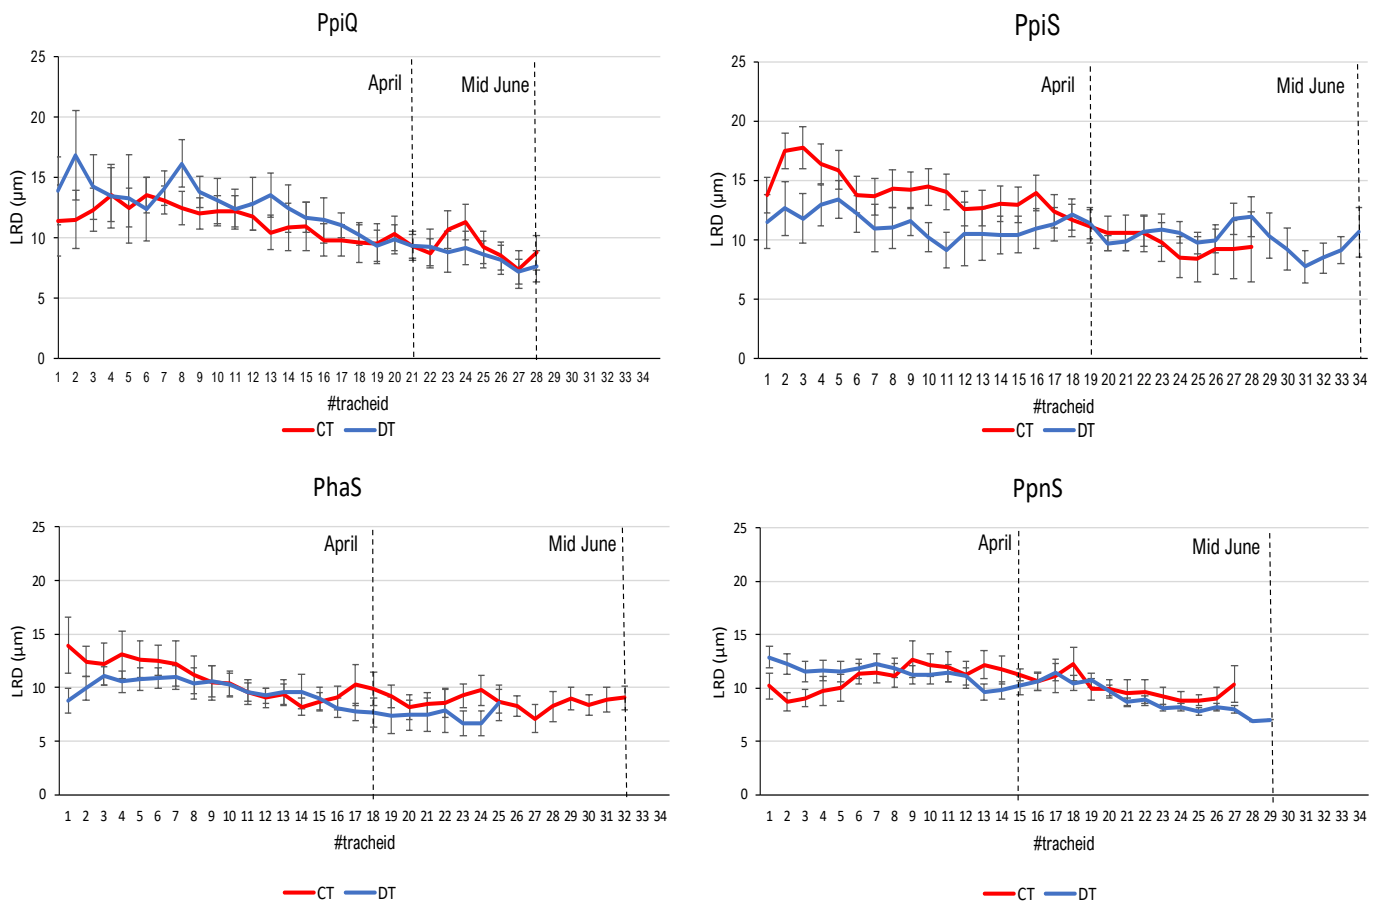 PpiQ
25
20
15
10
5
0
LRD (μm)
April
Mid June
1 2 3 4 5 6 7 8 9 10 11 12 13 14 15 16 17 18 19 20 21 22 23 24 25 26 27 28 29 30 31 32 33 34
#tracheid
CT DT
PpiS
25
20
15
10
5
0
LRD (μm)
April
Mid June
1 2 3 4 5 6 7 8 9 10 11 12 13 14 15 16 17 18 19 20 21 22 23 24 25 26 27 28 29 30 31 32 33 34
#tracheid
CT DT
PhaS
25
20
15
10
5
0
LRD (μm)
April
Mid June
1 2 3 4 5 6 7 8 9 10 11 12 13 14 15 16 17 18 19 20 21 22 23 24 25 26 27 28 29 30 31 32 33 34
#tracheid
CT DT
PpnS
25
20
15
10
5
0
LRD (μm)
April
Mid June
1 2 3 4 5 6 7 8 9 10 11 12 13 14 15 16 17 18 19 20 21 22 23 24 25 26 27 28 29 30 31 32 33 34
#tracheid
CT DT